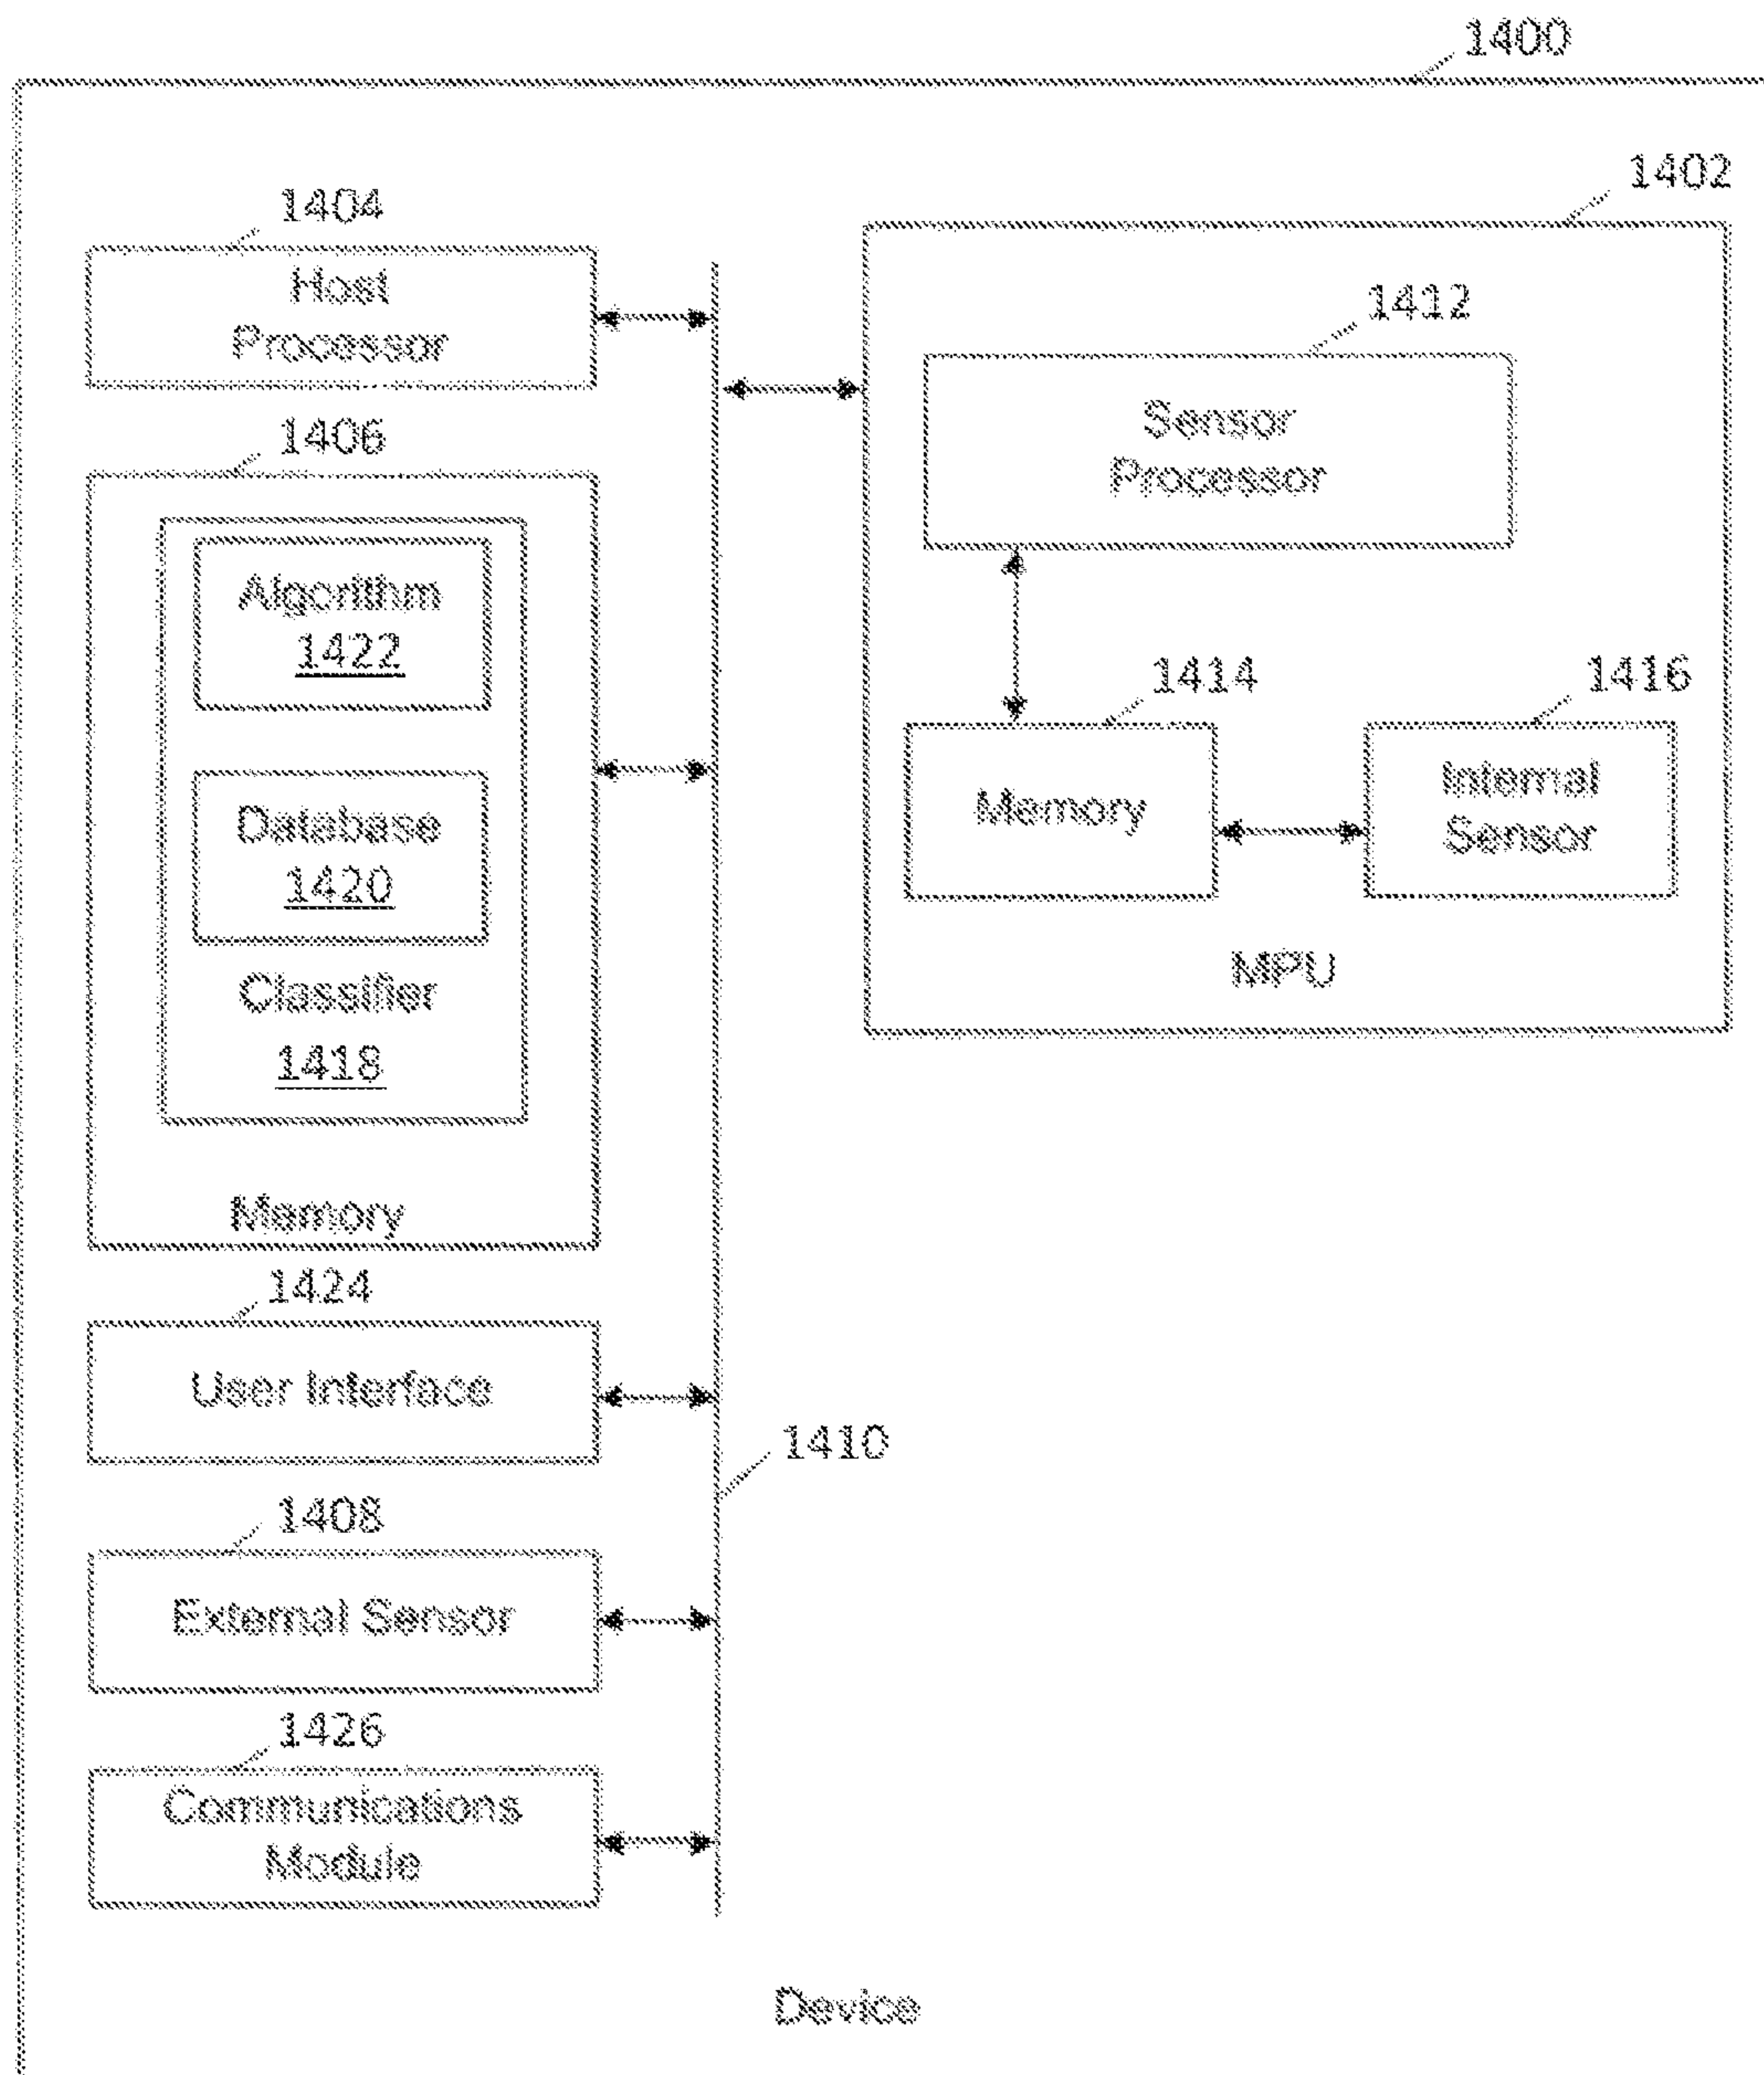 1400
1402
1404
Host
Processor
1412
Sensor
Processor
1406
Algorithm
1422
Database
1420
Classifier
1418
Memory
1414
Memory
1416
Internal
Sensor
MPU
1424
User Interface
1410
1408
External Sensor
1426
Communications
Module
Device